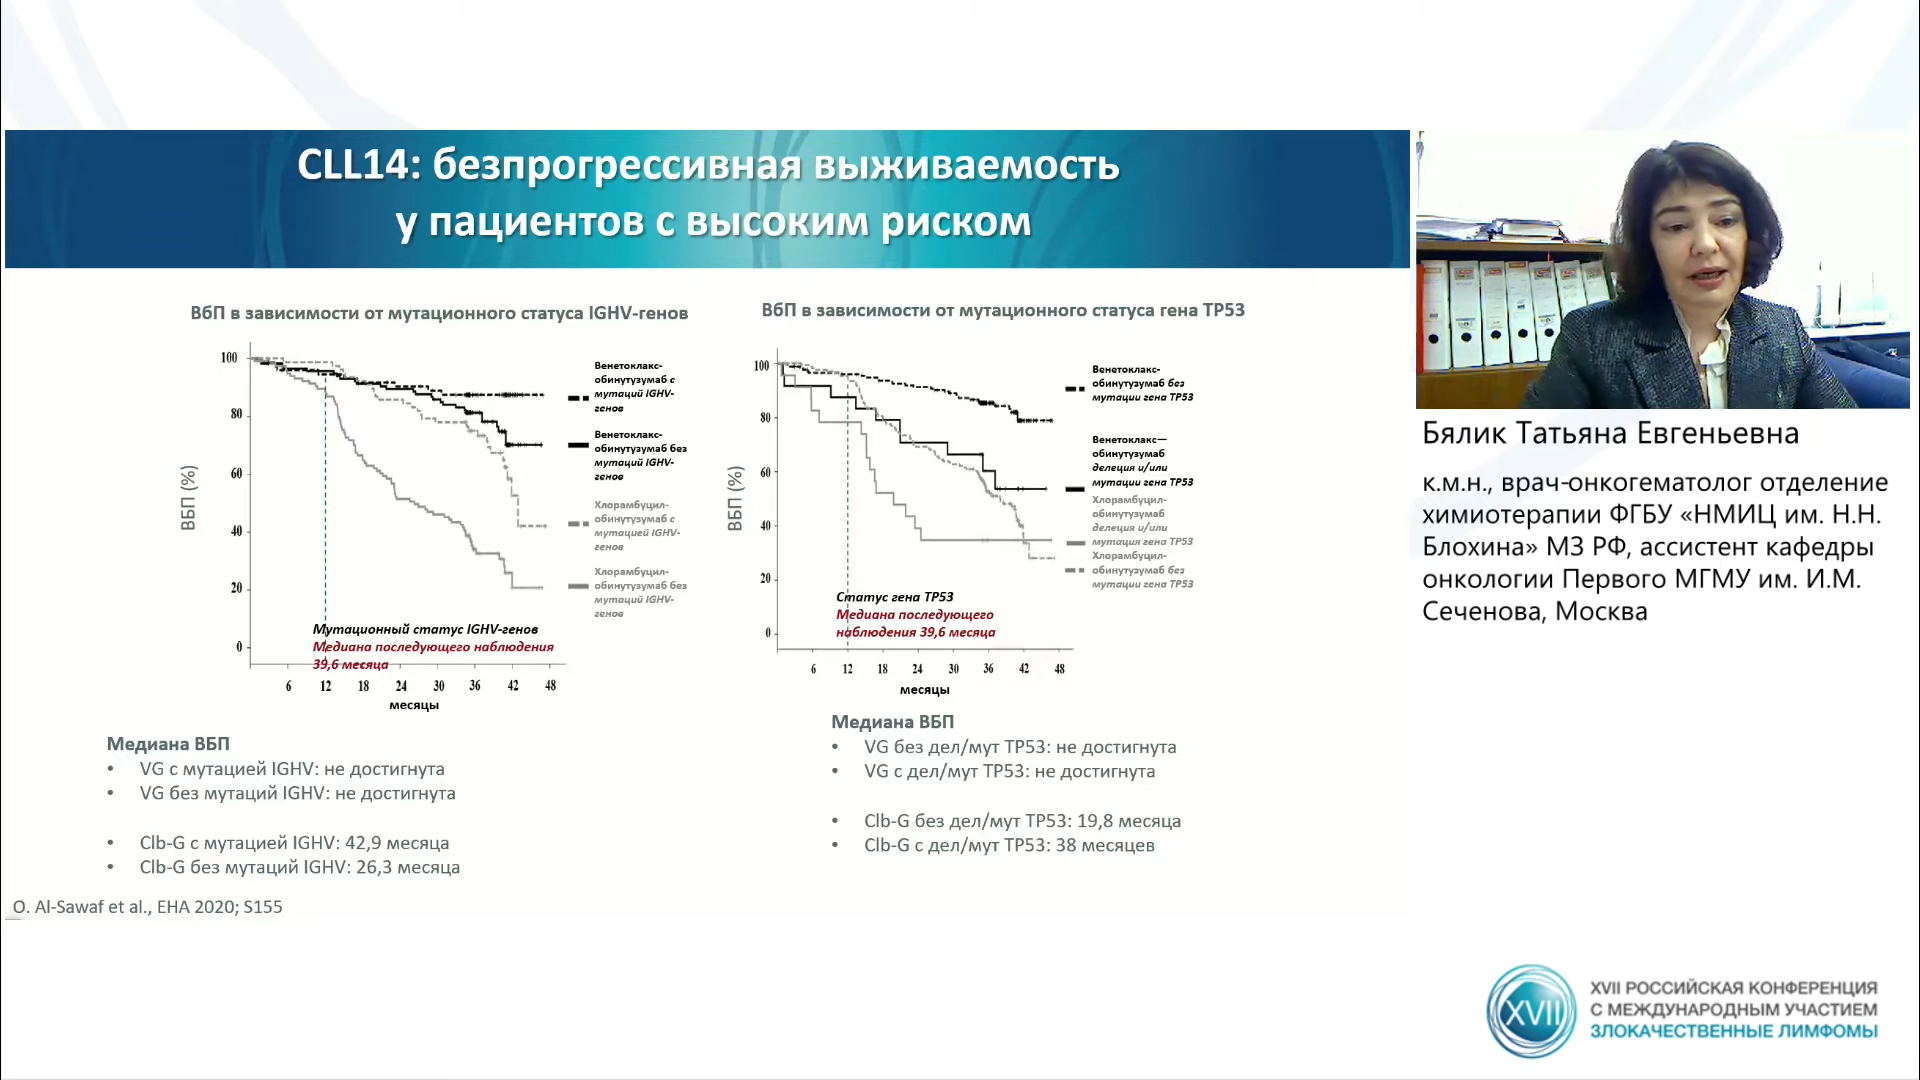 CLL14: безпрогрессивная выживаемость
у пациентов с высоким риском
ВбП в зависимости от мутационного статуса IGHV-генов
100
80
60
40
20
0
ВБП (%)
6 12 18 24 30 36 42 48
месяцы
Мутационный статус IGHV-генов
Медиана последующего наблюдения
39,6 месяца
Венетоклакс-
обинутузумаб с
мутаций IGHV-
генов
Венетоклакс-
обинутузумаб без
мутаций IGHV-
генов
Хлорамбуцил-
обинутузумаб с
мутацией IGHV-
генов
Хлорамбуцил-
обинутузумаб без
мутаций IGHV-
генов
Медиана ВБП
• VG с мутацией IGHV: не достигнута
• VG без мутаций IGHV: не достигнута
• Clb-G с мутацией IGHV: 42,9 месяца
• Clb-G без мутаций IGHV: 26,3 месяца
O. Al-Sawaf et al., EHA 2020; S155
ВбП в зависимости от мутационного статуса гена TP53
100
80
60
40
20
0
ВБП (%)
6 12 18 24 30 36 42 48
месяцы
Статус гена TP53
Медиана последующего
наблюдения 39,6 месяца
Венетоклакс-
обинутузумаб без
мутации гена TP53
Венетоклакс—
обинутузумаб
делеция и/или
мутации гена TP53
Хлорамбуцил-
обинутузумаб
делеция и/или
мутация гена TP53
Хлорамбуцил-
обинутузумаб без
мутации гена TP53
Медиана ВБП
• VG без дел/мут TP53: не достигнута
• VG с дел/мут TP53: не достигнута
• Clb-G без дел/мут TP53: 19,8 месяца
• Clb-G с дел/мут TP53: 38 месяцев
Бялик Татьяна Евгеньевна
к.м.н., врач-онкогематолог отделение
химиотерапии ФГБУ «НМИЦ им. Н.Н.
Блохина» МЗ РФ, ассистент кафедры
онкологии Первого МГМУ им. И.М.
Сеченова, Москва
XVII
XVII РОССИЙСКАЯ КОНФЕРЕНЦИЯ
С МЕЖДУНАРОДНЫМ УЧАСТИЕМ
ЗЛОКАЧЕСТВЕННЫЕ ЛИМФОМЫ